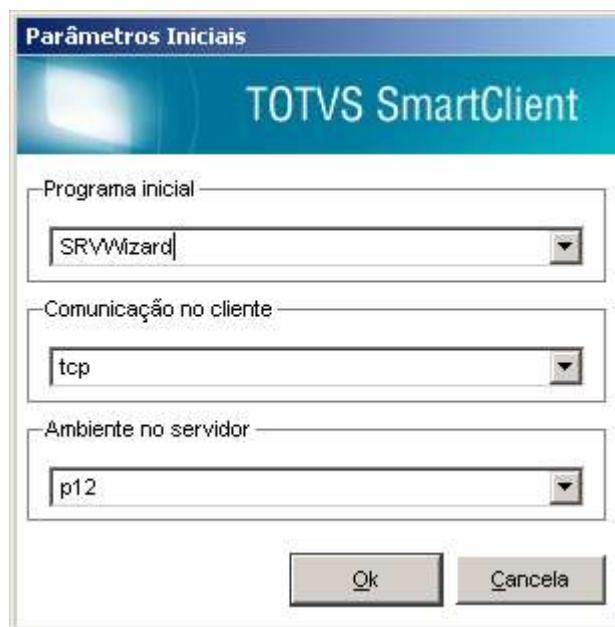 Parâmetros Iniciais
TOTVS SmartClient
Programa inicial
SRVWizard
Comunicação no cliente
tcp
Ambiente no servidor
p12
Ok
Cancela